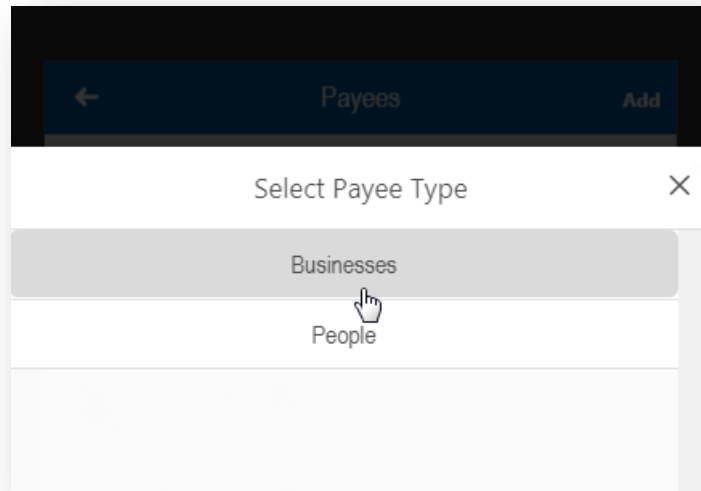 Payees
Add
Select Payee Type
Businesses
People